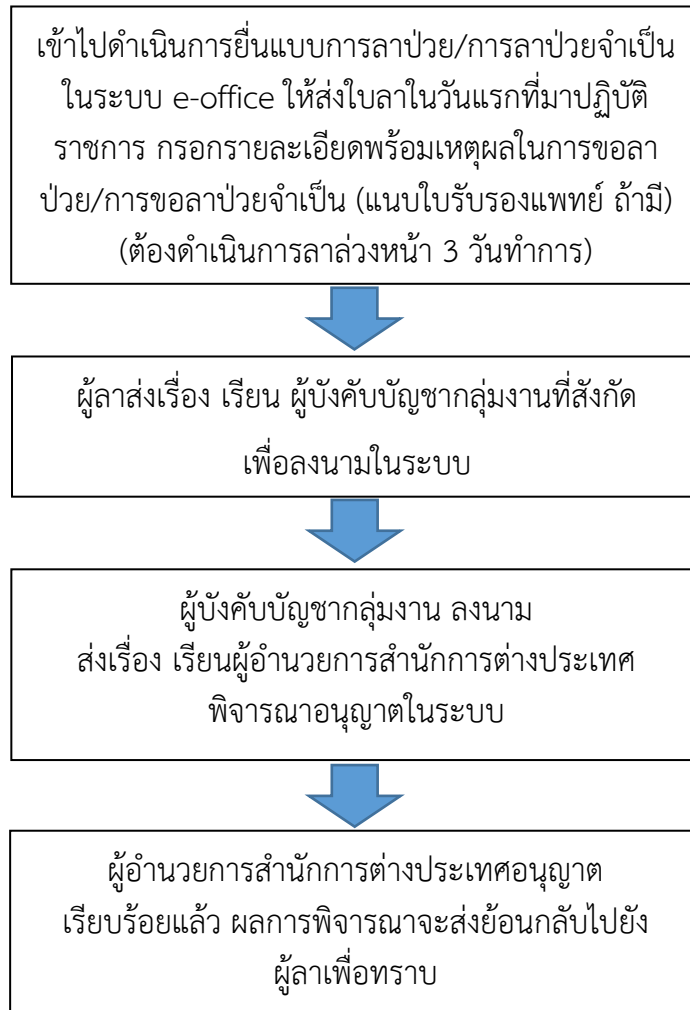 เข้าไปดำเนินการยื่นแบบการลาป่วย/การลาป่วยจำเป็น
ในระบบ e-office ให้ส่งใบลาในวันแรกที่มาปฏิบัติ
ราชการ กรอกรายละเอียดพร้อมเหตุผลในการขอลา
ป่วย/การขอลาป่วยจำเป็น (แนบใบรับรองแพทย์ ถ้ามี)
(ต้องดำเนินการลาล่วงหน้า 3 วันทำการ)
ผู้ลาส่งเรื่อง เรียน ผู้บังคับบัญชากลุ่มงานที่สังกัด
เพื่อลงนามในระบบ
ผู้บังคับบัญชากลุ่มงาน ลงนาม
ส่งเรื่อง เรียนผู้อำนวยการสำนักการต่างประเทศ
พิจารณาอนุญาตในระบบ
ผู้อำนวยการสำนักการต่างประเทศอนุญาต
เรียบร้อยแล้ว ผลการพิจารณาจะส่งย้อนกลับไปยัง
ผู้ลาเพื่อทราบ